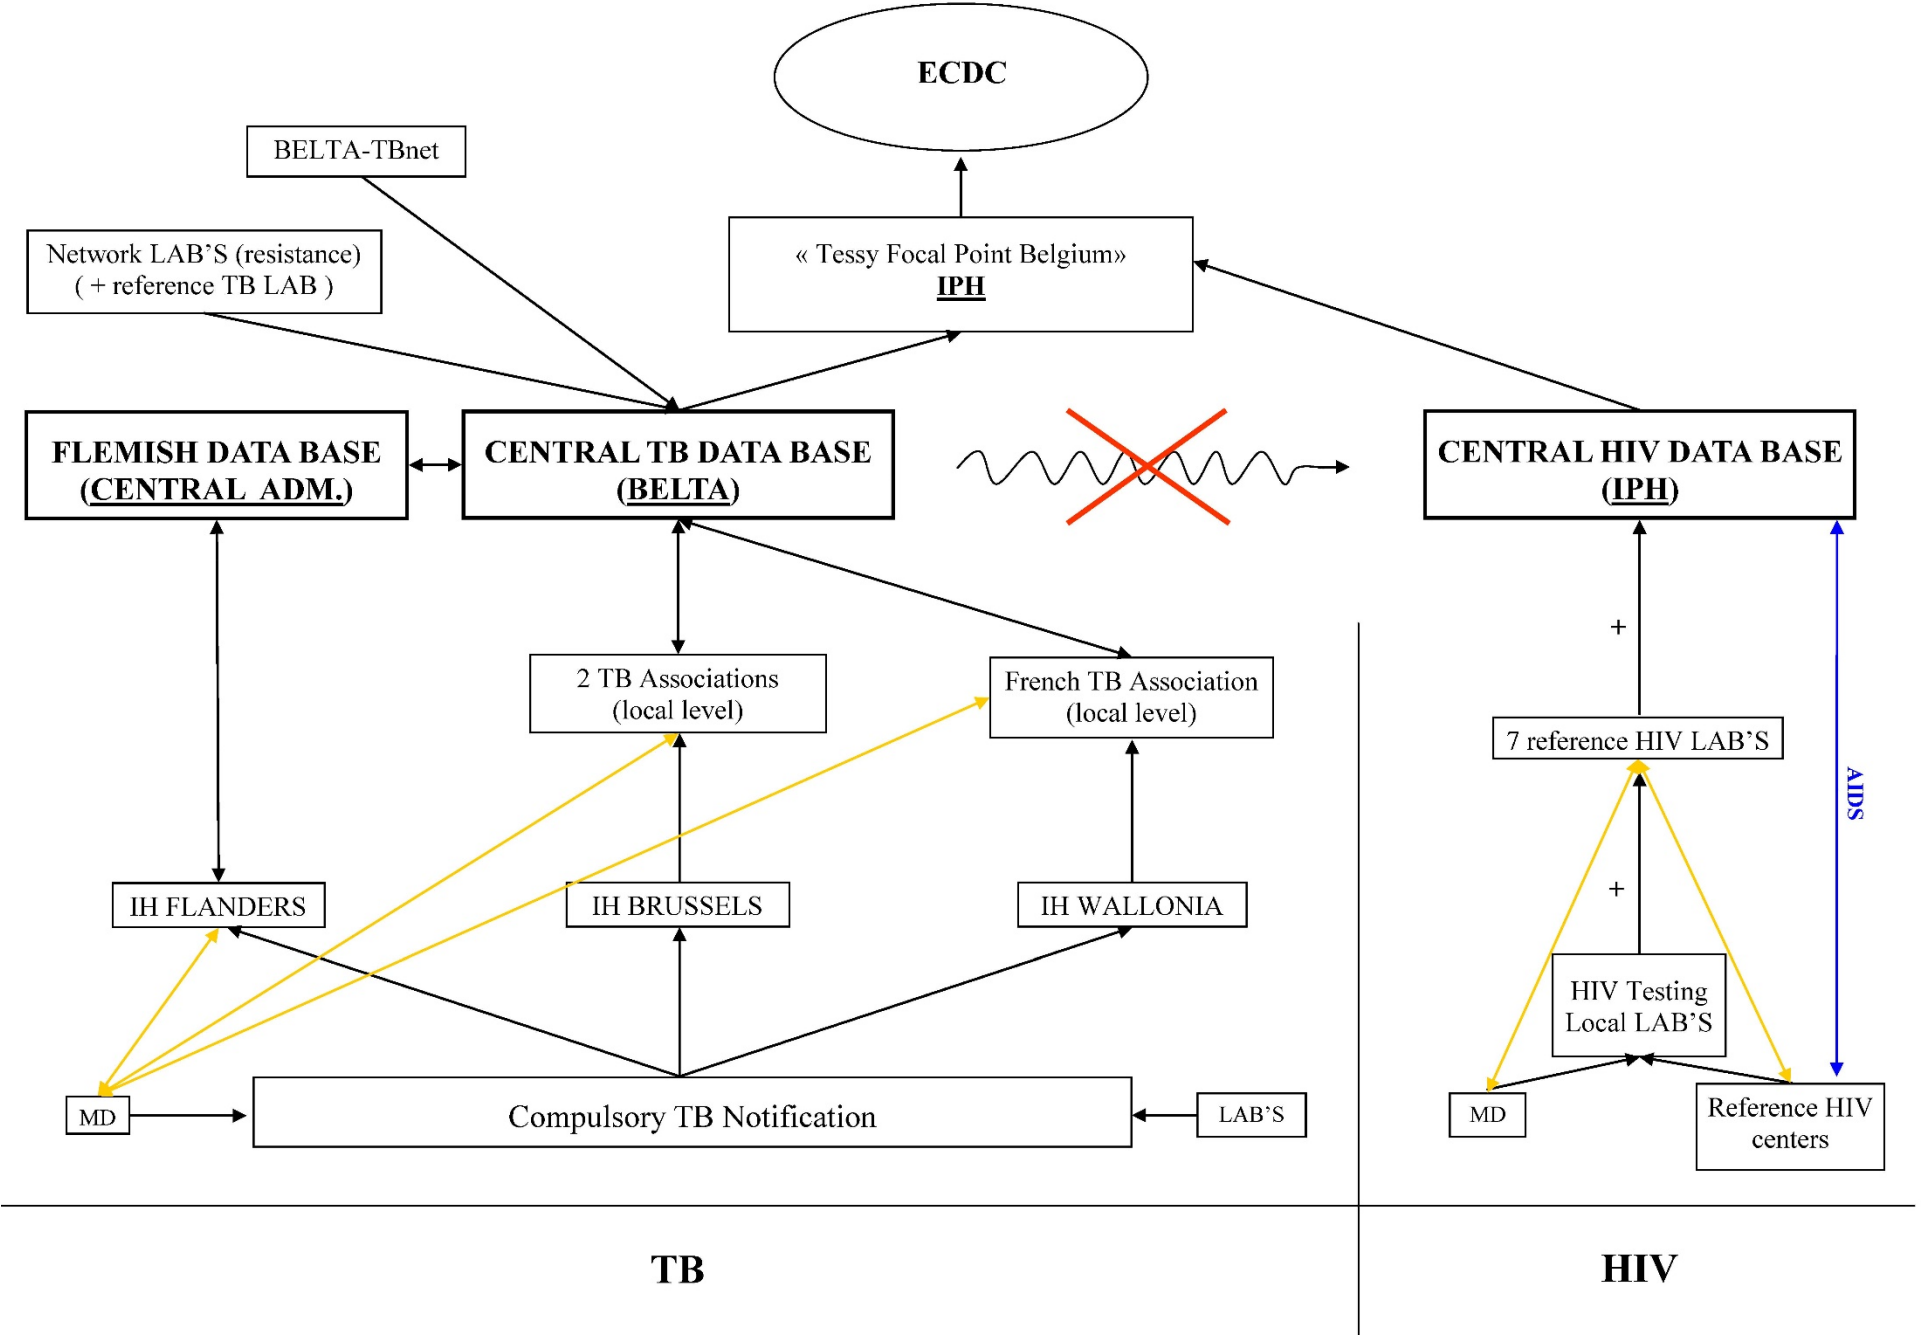 ECDC
BELTA-TBnet
Network LAB'S (resistance)
( + reference TB LAB )
« Tessy Focal Point Belgium»
IPH
FLEMISH DATA BASE
(CENTRAL ADM.)
CENTRAL TB DATA BASE
(BELTA)
CENTRAL HIV DATA BASE
(IPH)
+
2 TB Associations
(local level)
French TB Association
(local level)
7 reference HIV LAB'S
AIDS
IH FLANDERS
IH BRUSSELS
IH WALLONIA
+
HIV Testing
Local LAB'S
MD
Compulsory TB Notification
LAB'S
MD
Reference HIV
centers
TB
HIV